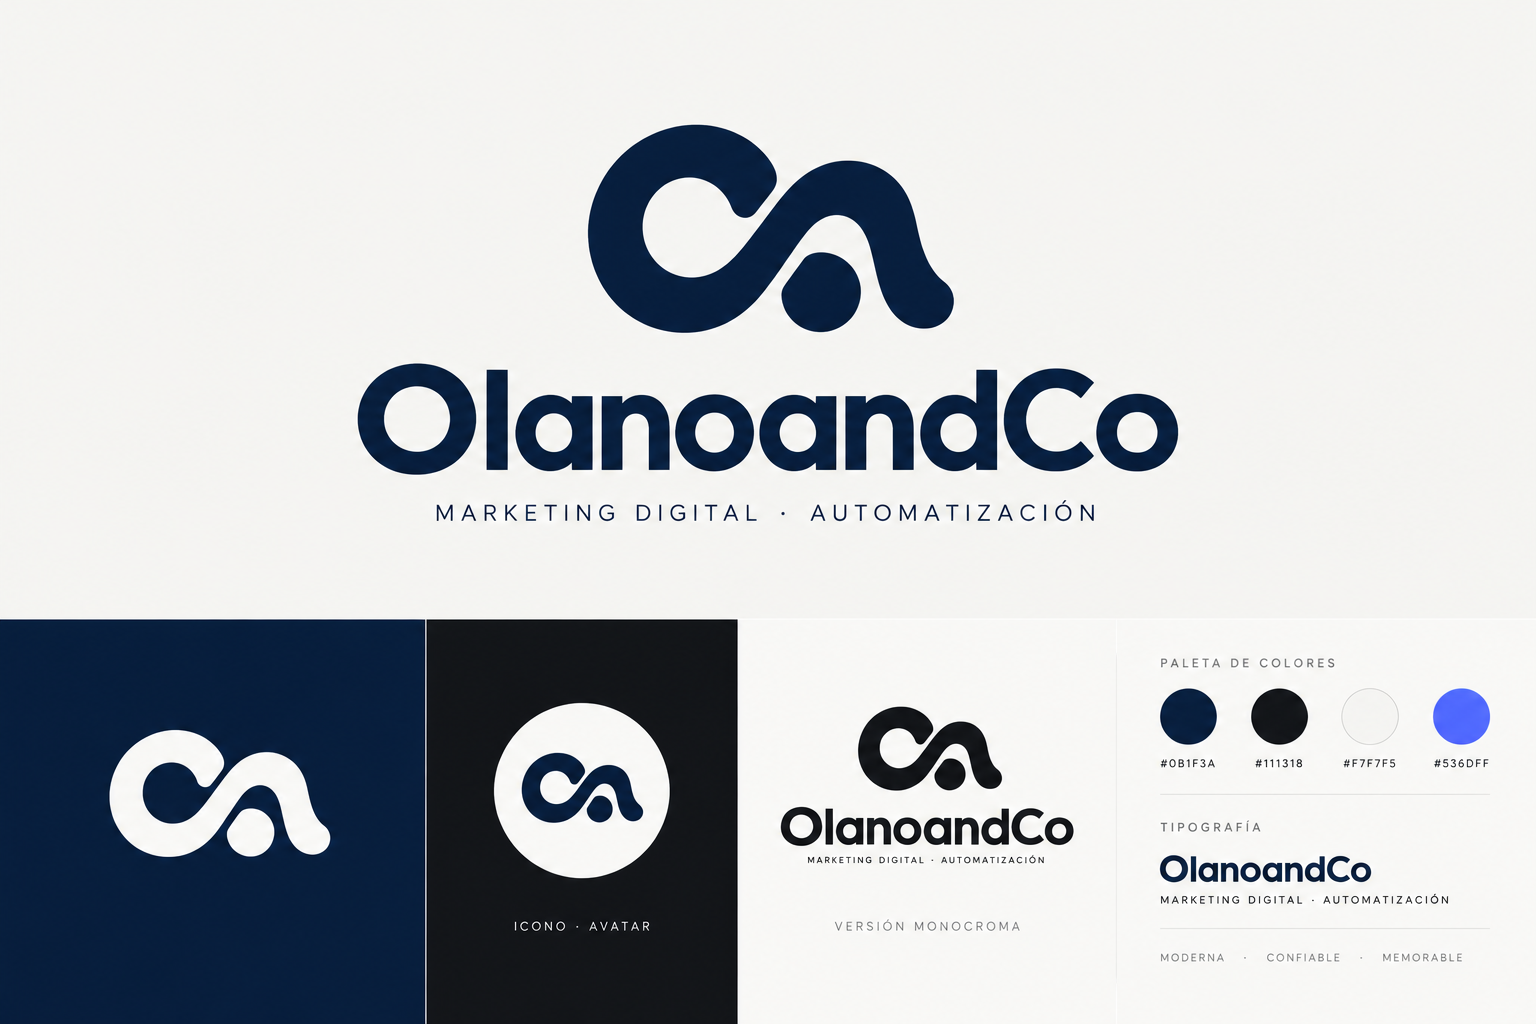 OlanoandCo
MARKETING DIGITAL · AUTOMATIZACIÓN
ICONO · AVATAR
OlanoandCo
MARKETING DIGITAL · AUTOMATIZACIÓN
VERSIÓN MONOCROMA
PALETA DE COLORES
#0B1F3A #111318 #F7F7F5 #536DFF
TIPOGRAFÍA
OlanoandCo
MARKETING DIGITAL · AUTOMATIZACIÓN
MODERNA · CONFIABLE · MEMORABLE